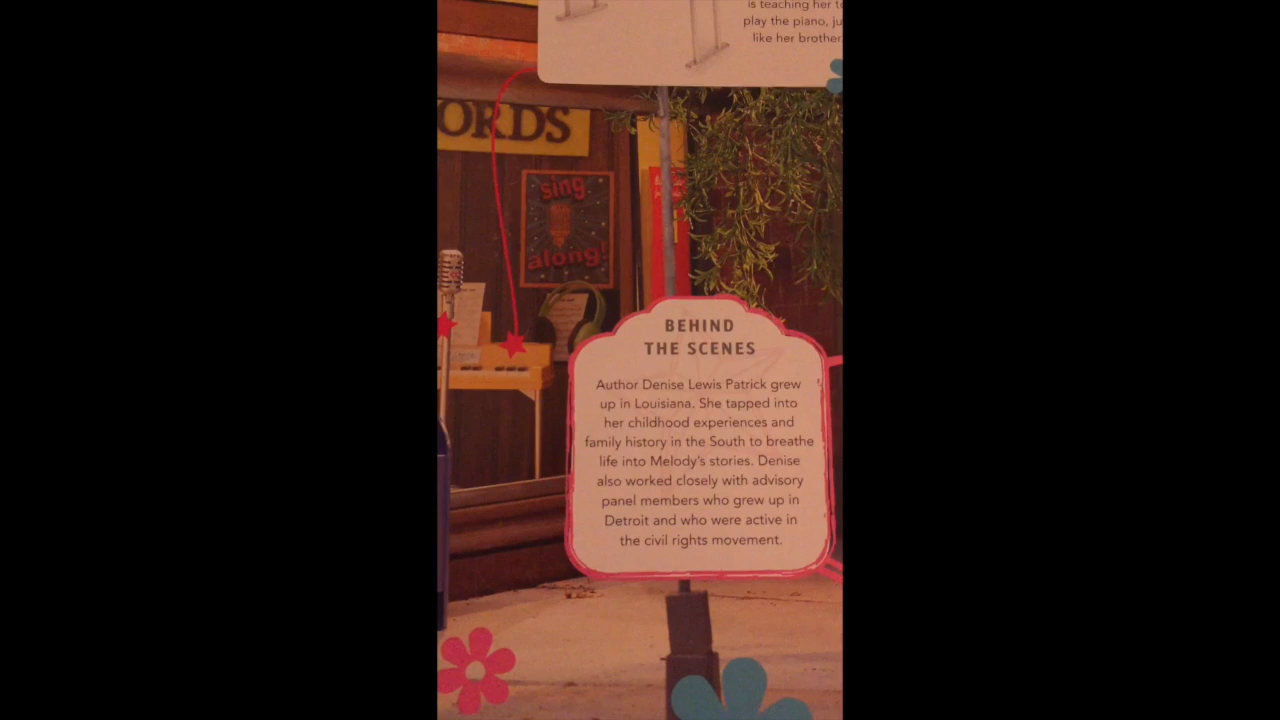 is teaching her
play the piano,
like her brother
ORDS
sing
along!
BEHIND
THE SCENES
Author Denise Lewis Patrick grew
up in Louisiana. She tapped into
her childhood experiences and
family history in the South to breathe
life into Melody's stories. Denise
also worked closely with advisory
panel members who grew up in
Detroit and who were active in
the civil rights movement.